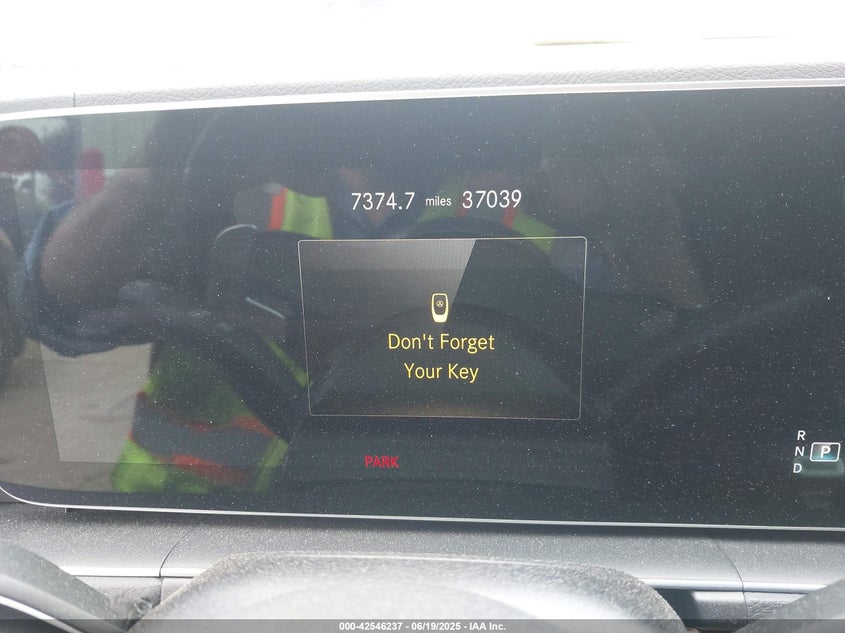 7374.7 miles 37039
Don't Forget
Your Key
PARK
R
N P
D
000-42546237 - 06/19/2025 - IAA Inc.